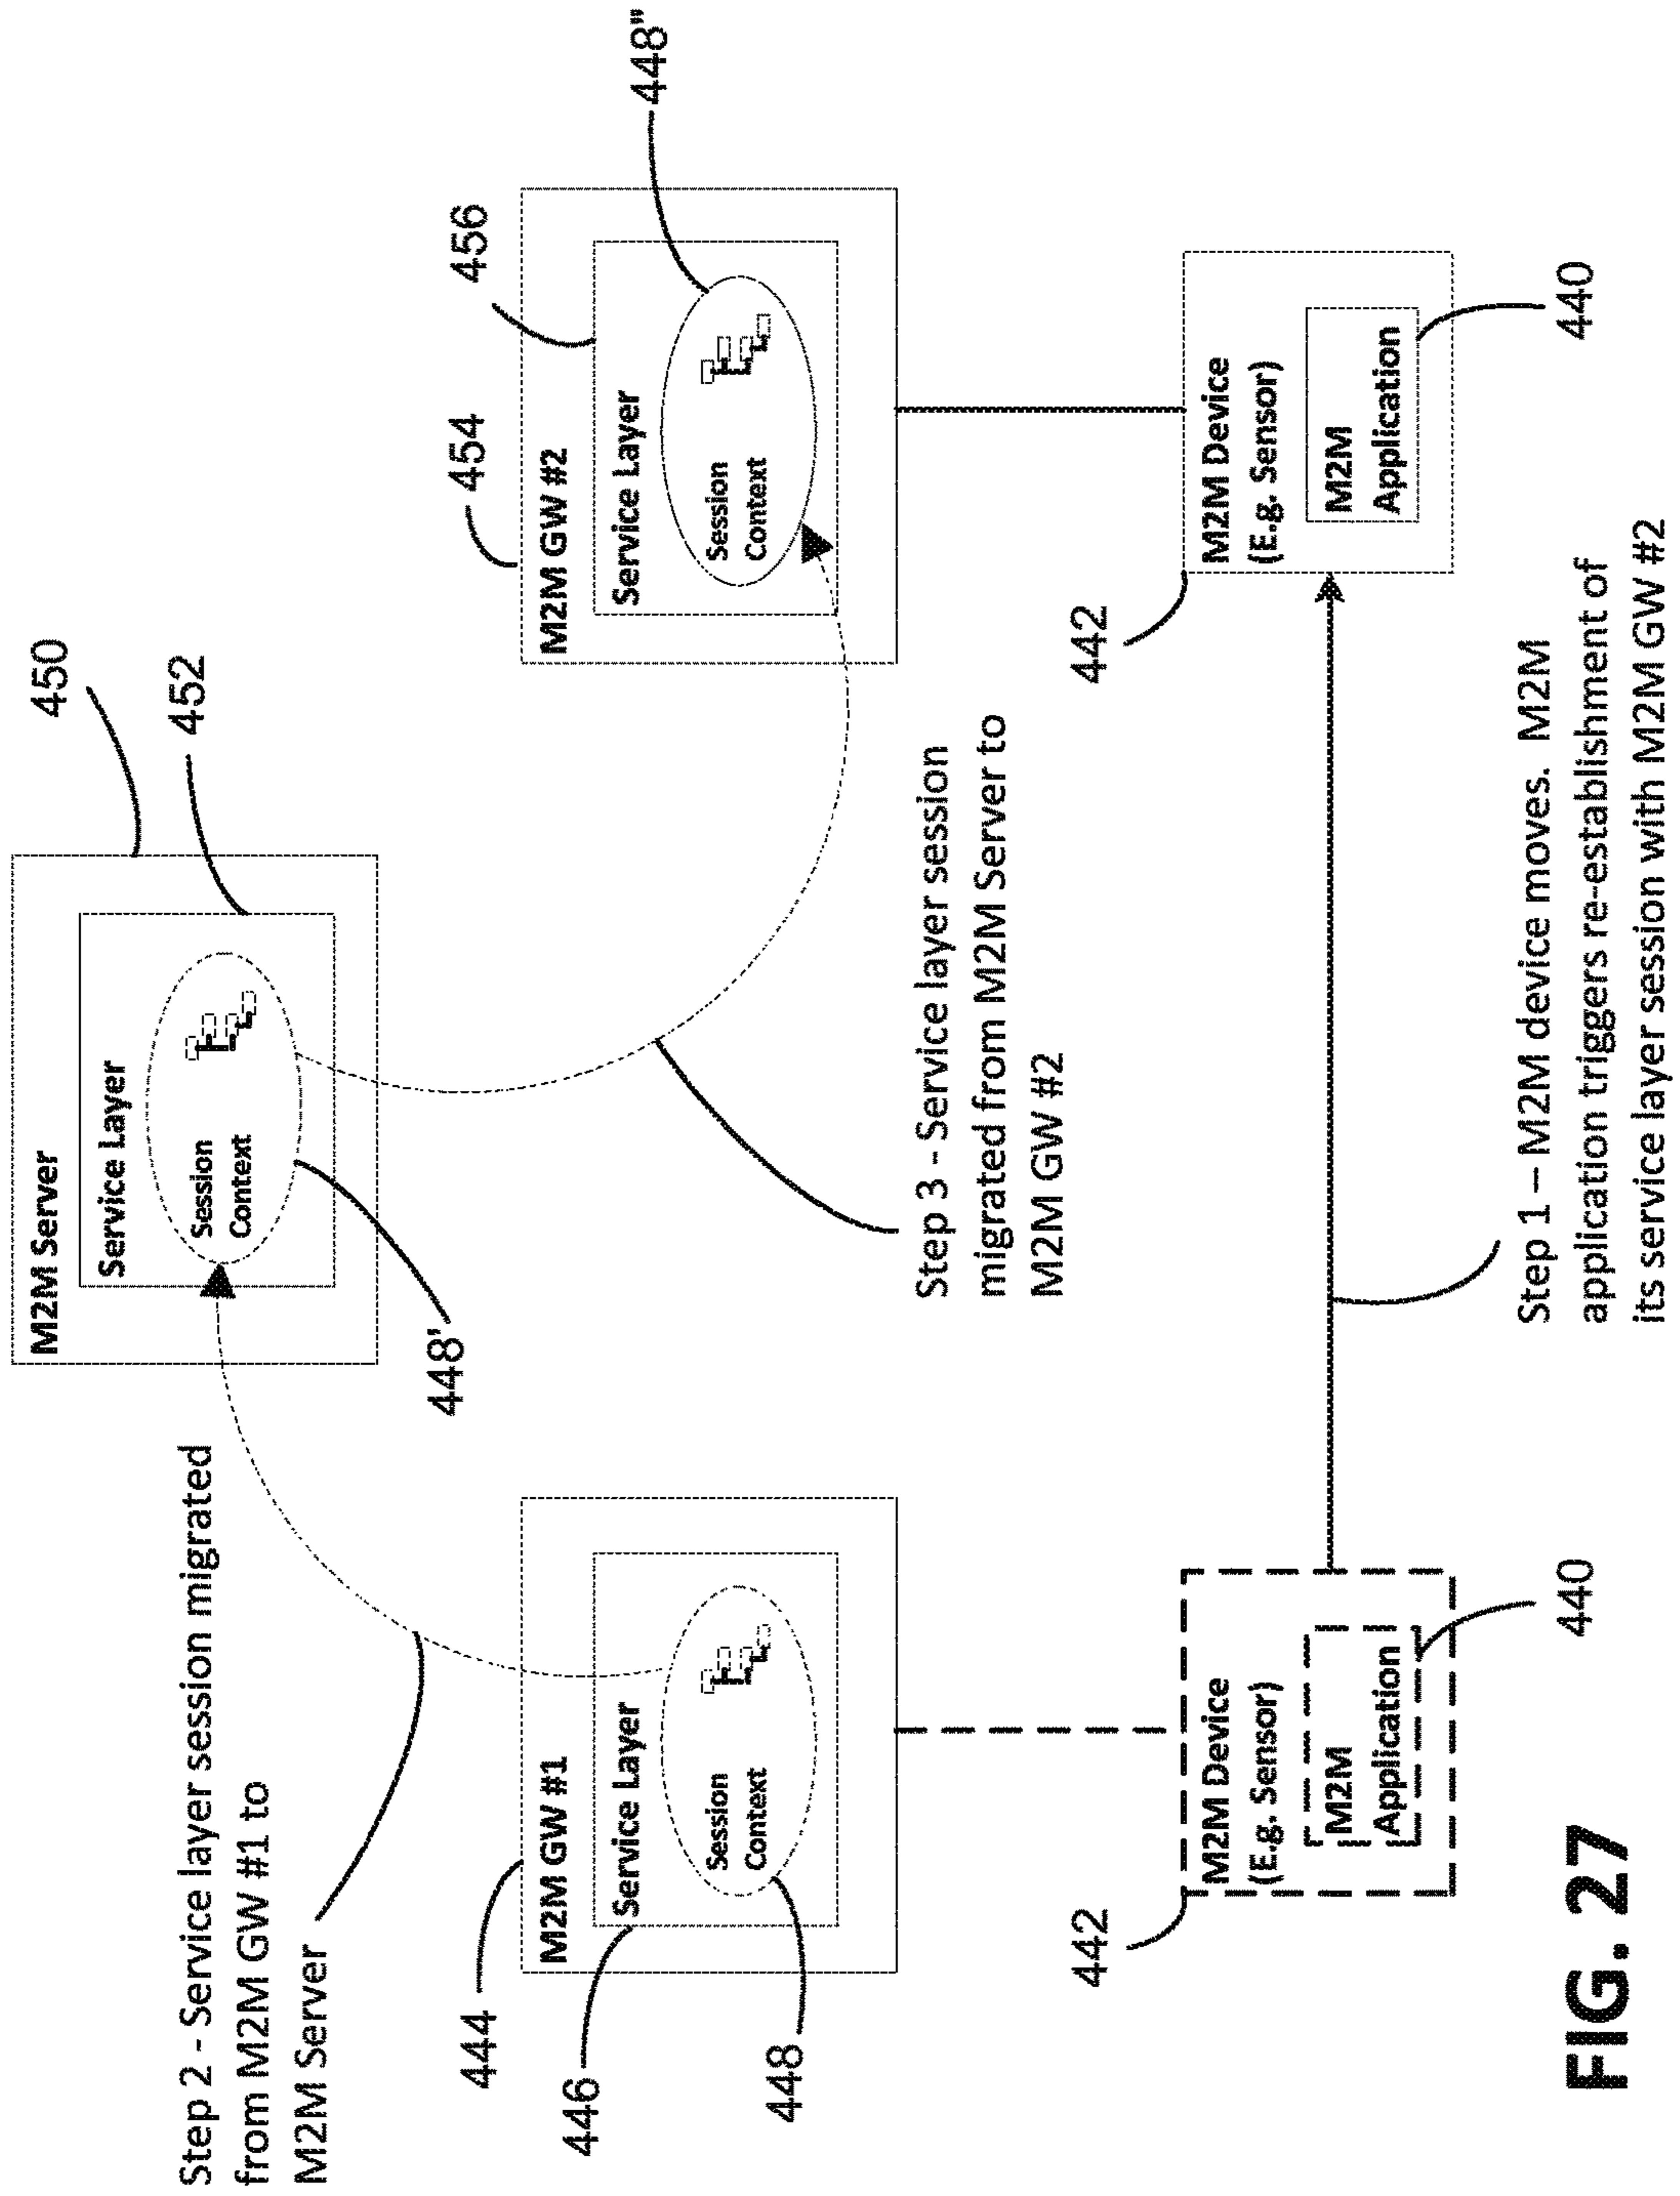 Step 2 - Service layer session migrated
from M2M GW #1 to
M2M Server
M2M Server
Service Layer
Session
Context
450
452
448'
444
446
448
M2M GW #1
Service Layer
Session
Context
454
456
448"
M2M GW #2
Service Layer
Session
Context
Step 3 - Service layer session
migrated from M2M Server to
M2M GW #2
442
M2M Device
(E.g. Sensor)
M2M
Application
440
442
M2M Device
(E.g. Sensor)
M2M
Application
440
Step 1 – M2M device moves. M2M
application triggers re-establishment of
its service layer session with M2M GW #2
FIG. 27